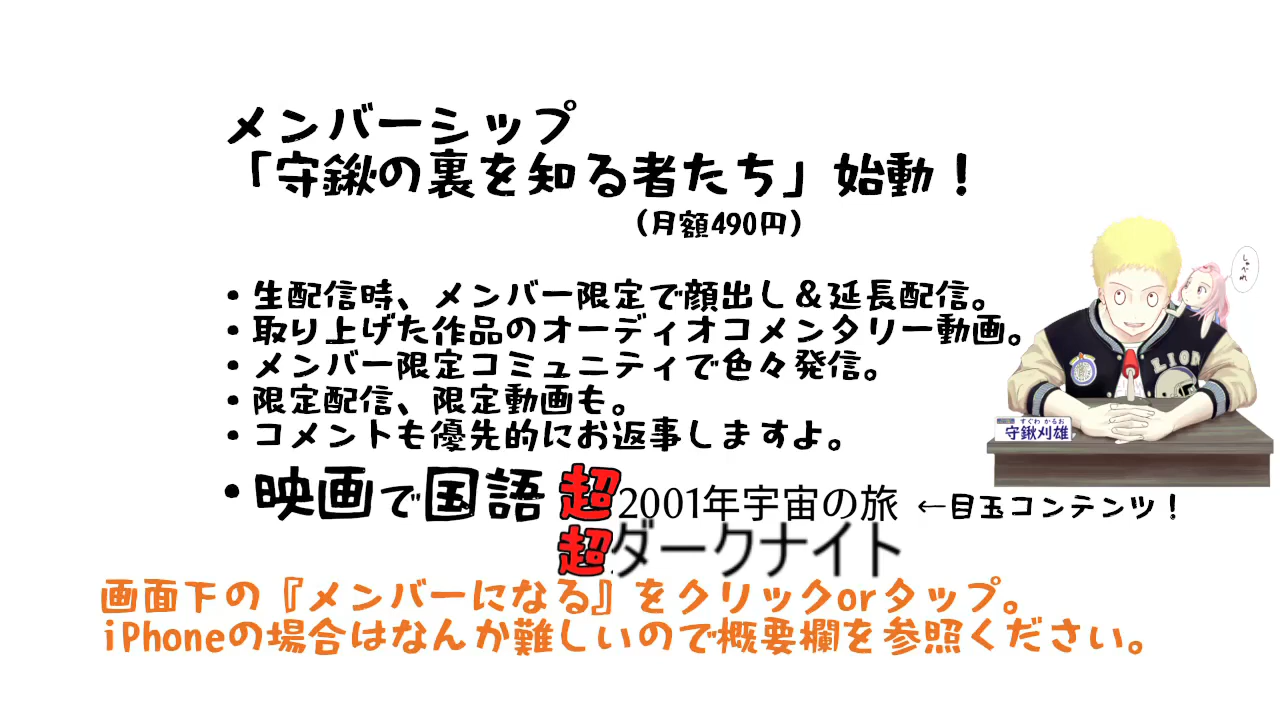 メンバーシップ
「守鍬の裏を知る者たち」始動！
（月額490円）
・生配信時、メンバー限定で顔出し＆延長配信。
・取り上げた作品のオーディオコメンタリー動画。
・メンバー限定コミュニティで色々発信。
・限定配信、限定動画も。
・コメントも優先的にお返事しますよ。
・映画で国語 超2001年宇宙の旅 ←目玉コンテンツ！
超ダークナイト
画面下の『メンバーになる』をクリックorタップ。
iPhoneの場合はなんか難しいので概要欄を参照ください。
しゃべれ
LION
すぐわ かるお
守鍬刈雄